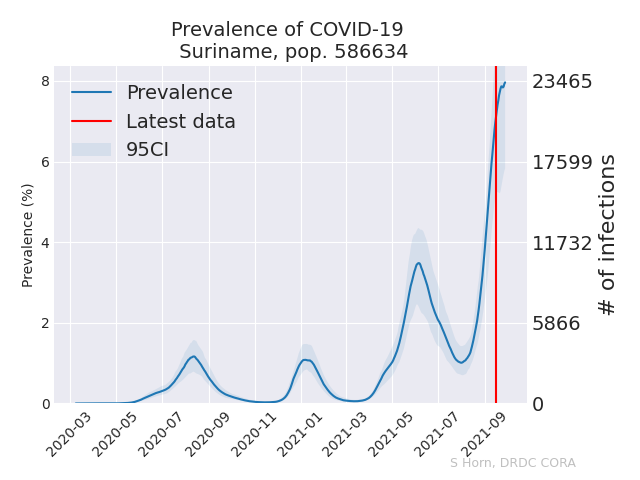 Prevalence of COVID-19
Suriname, pop. 586634
Prevalence
Latest data
95CI
Prevalence (%)
8
6
4
2
0
23465
17599
11732
5866
0
# of infections
2020-03
2020-05
2020-07
2020-09
2020-11
2021-01
2021-03
2021-05
2021-07
2021-09
S Horn, DRDC CORA